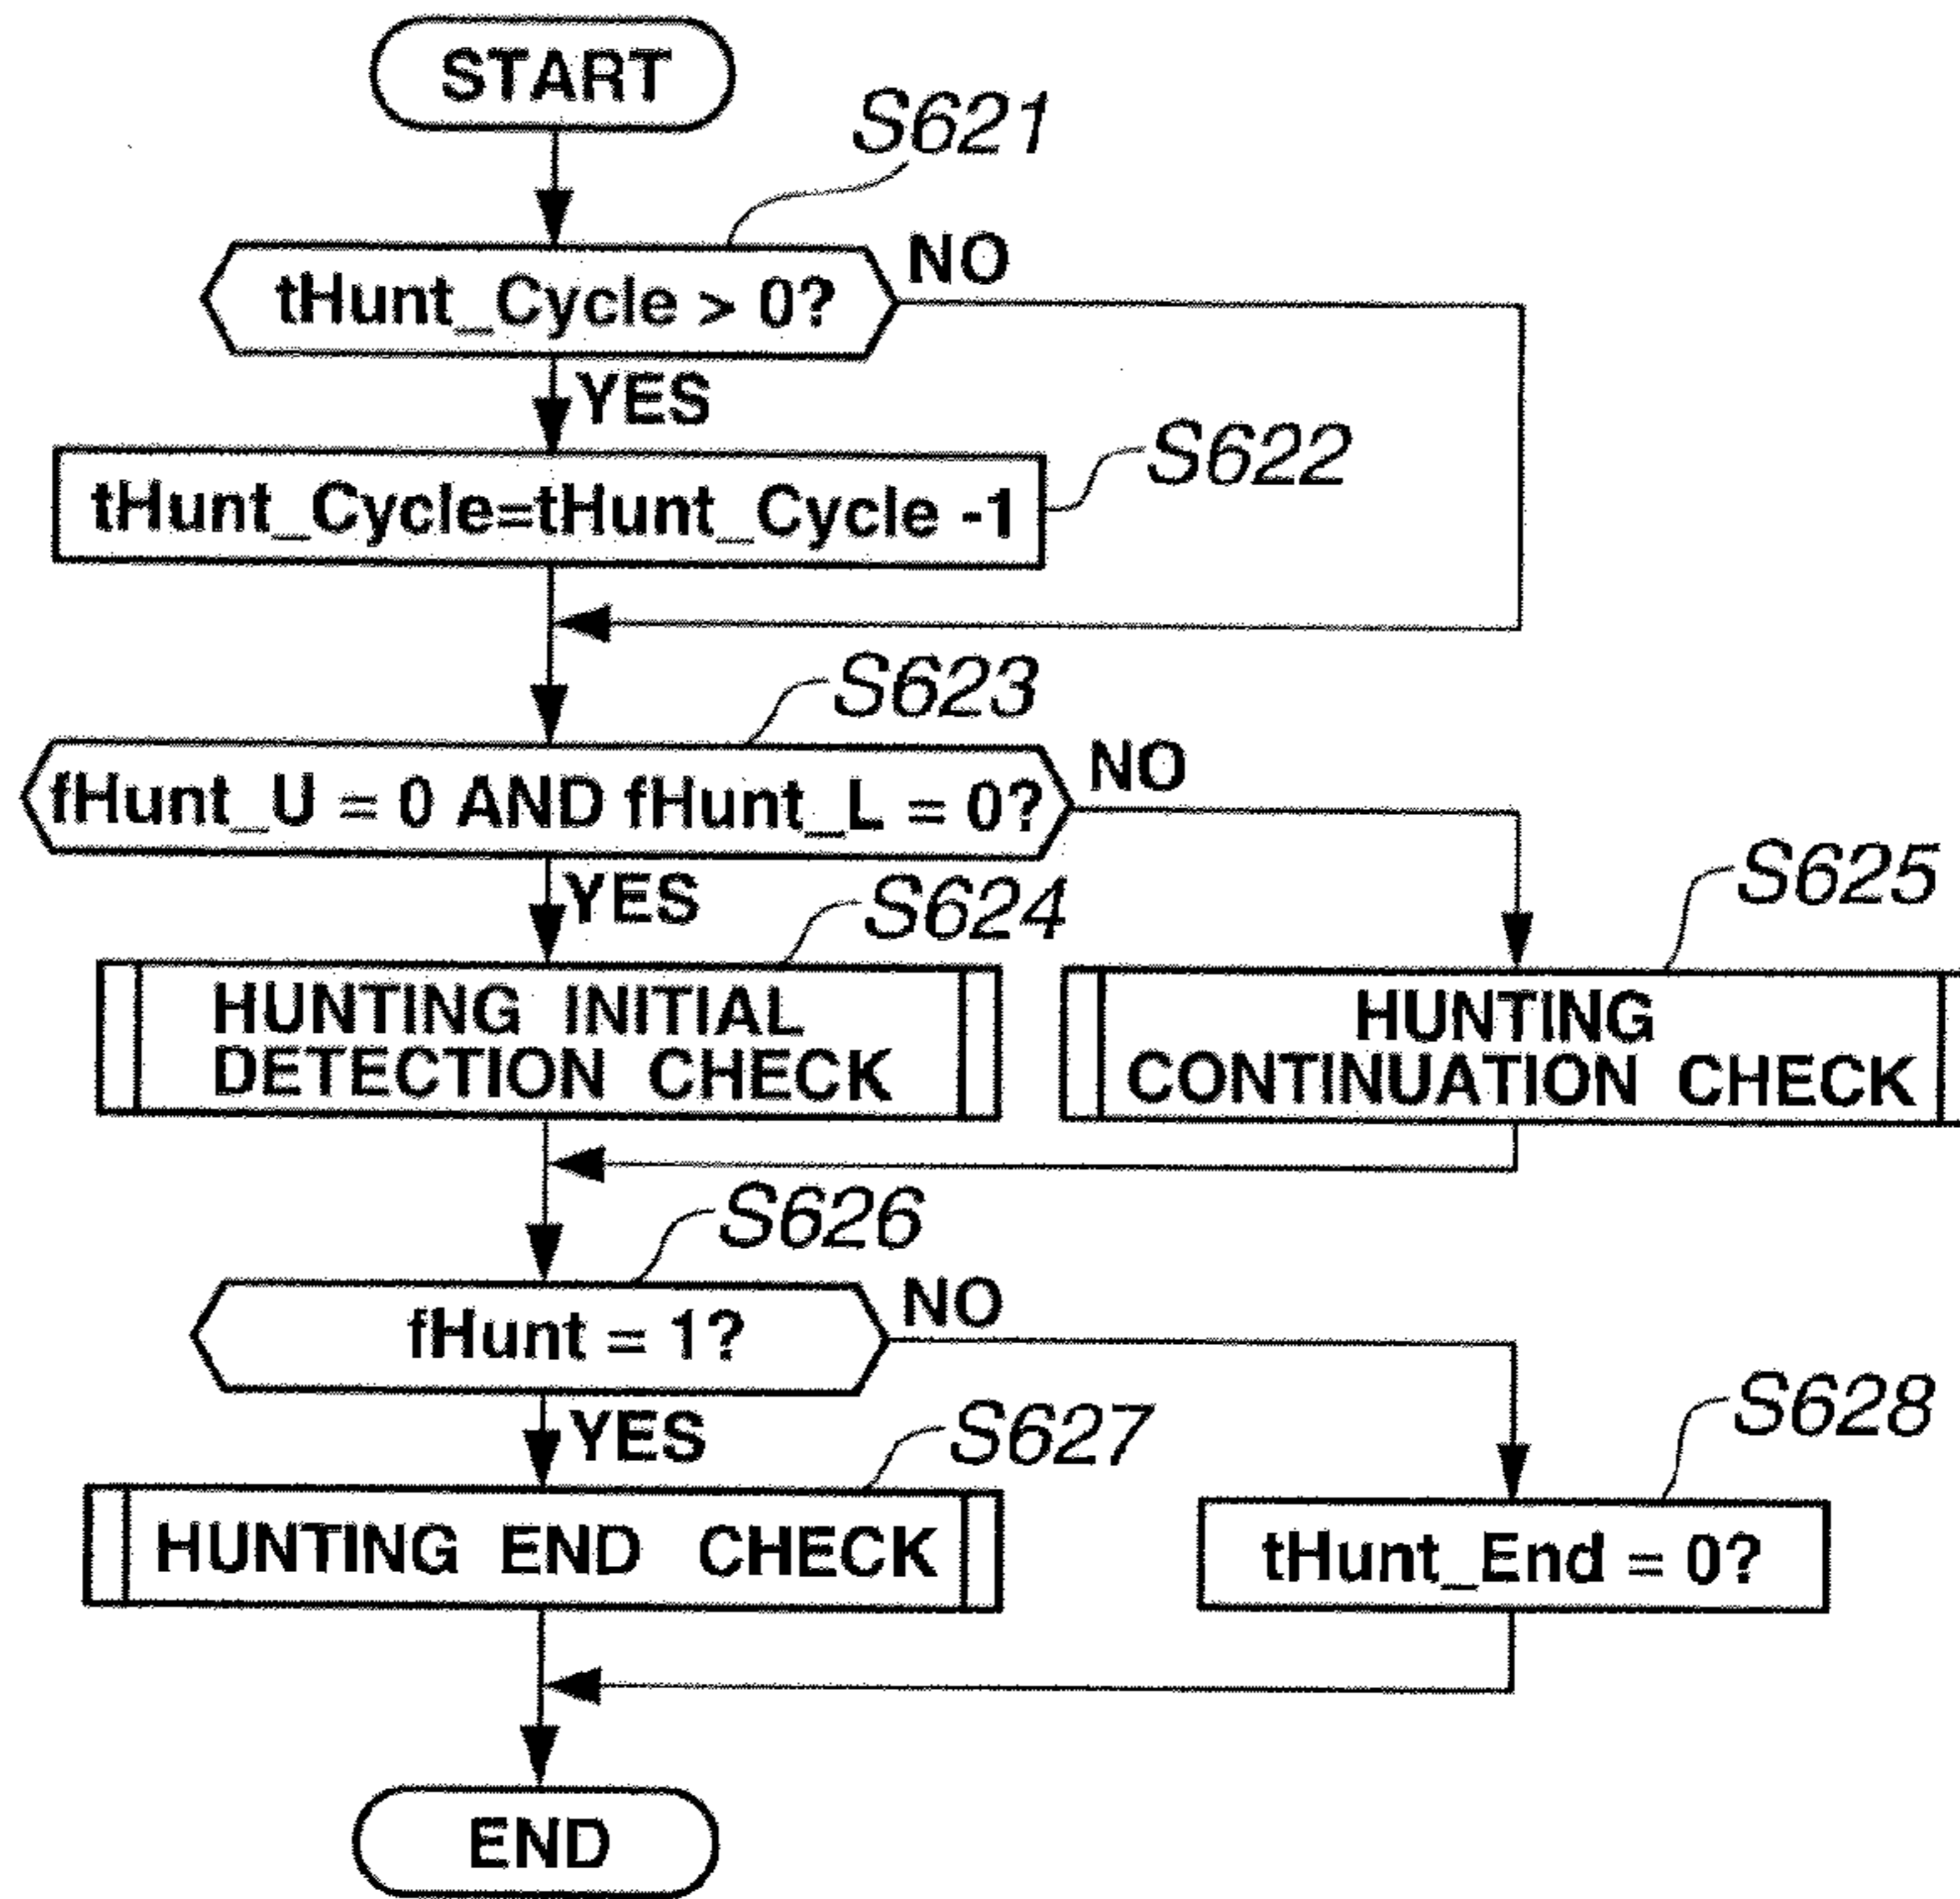 START
S621
tHunt_Cycle > 0?
NO
YES
S622
tHunt_Cycle=tHunt_Cycle -1
S623
fHunt_U = 0 AND fHunt_L = 0?
NO
YES
S624
S625
HUNTING INITIAL
DETECTION CHECK
HUNTING
CONTINUATION CHECK
S626
fHunt = 1?
NO
YES
S627
S628
HUNTING END CHECK
tHunt_End = 0?
END